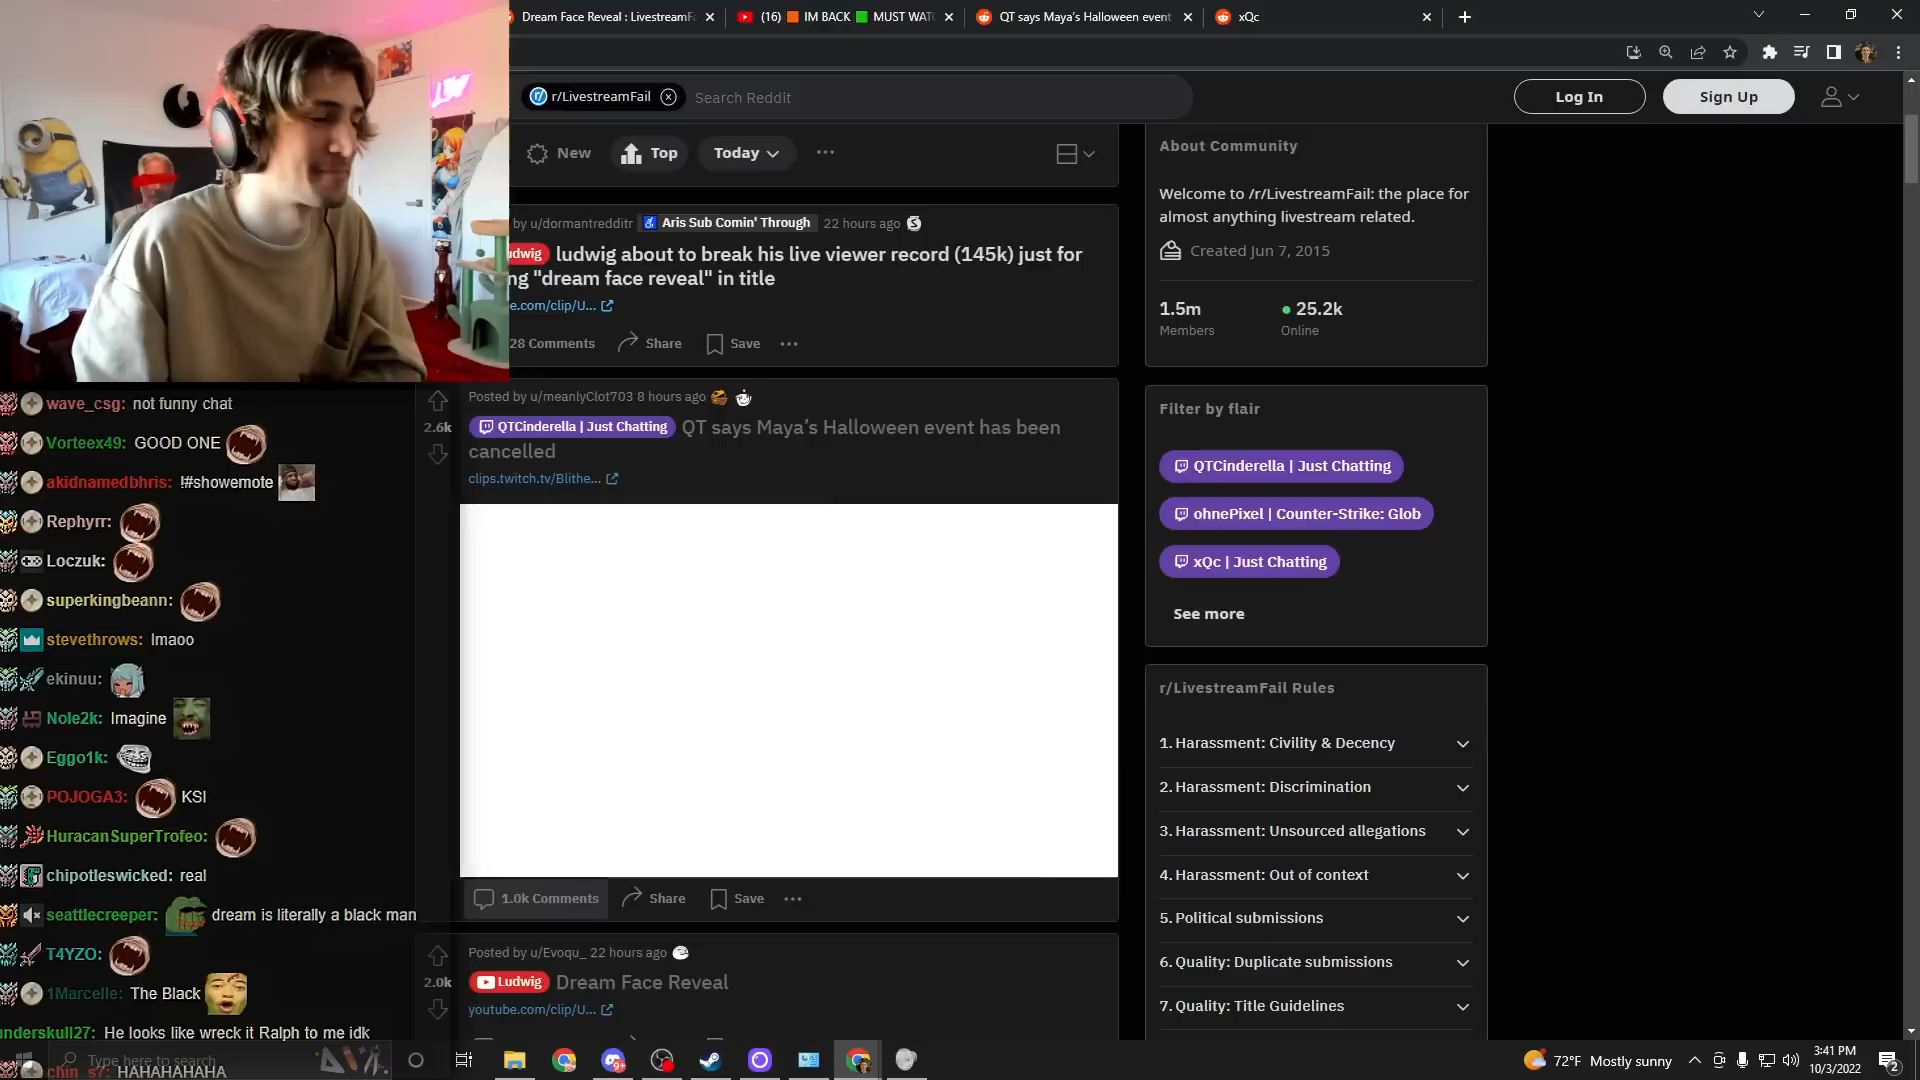 Dream Face Reveal : LivestreamF
(16) IM BACK MUST WAT
QT says Maya's Halloween event
xQc
r/LivestreamFail
Search Reddit
Log In
Sign Up
New
Top
Today
by u/dormantredditr
Aris Sub Comin' Through
22 hours ago
udwig ludwig about to break his live viewer record (145k) just for
ng "dream face reveal" in title
e.com/clip/U...
28 Comments
Share
Save
Posted by u/meanlyClot703 8 hours ago
2.6k
QTCinderella | Just Chatting QT says Maya's Halloween event has been
cancelled
clips.twitch.tv/Blithe...
1.0k Comments
Share
Save
Posted by u/Evoqu_ 22 hours ago
2.0k
Ludwig Dream Face Reveal
youtube.com/clip/U...
About Community
Welcome to /r/LivestreamFail: the place for
almost anything livestream related.
Created Jun 7, 2015
1.5m
25.2k
Members
Online
Filter by flair
QTCinderella | Just Chatting
ohnePixel | Counter-Strike: Glob
xQc | Just Chatting
See more
r/LivestreamFail Rules
1. Harassment: Civility & Decency
2. Harassment: Discrimination
3. Harassment: Unsourced allegations
4. Harassment: Out of context
5. Political submissions
6. Quality: Duplicate submissions
7. Quality: Title Guidelines
wave_csg: not funny chat
Vorteex49: GOOD ONE
akidnamedbhris: !#showemote
Rephyrr:
Loczuk:
superkingbeann:
stevethrows: lmaoo
ekinuu:
Nole2k: Imagine
Eggo1k:
POJOGA3: KSI
HuracanSuperTrofeo:
chipotleswicked: real
seattlecreeper: dream is literally a black man
T4YZO:
1Marcelle: The Black
underskull27: He looks like wreck it Ralph to me idk
Type here to search
chin_s7: HAHAHAHAHA
9+
72°F Mostly sunny
3:41 PM
10/3/2022
2